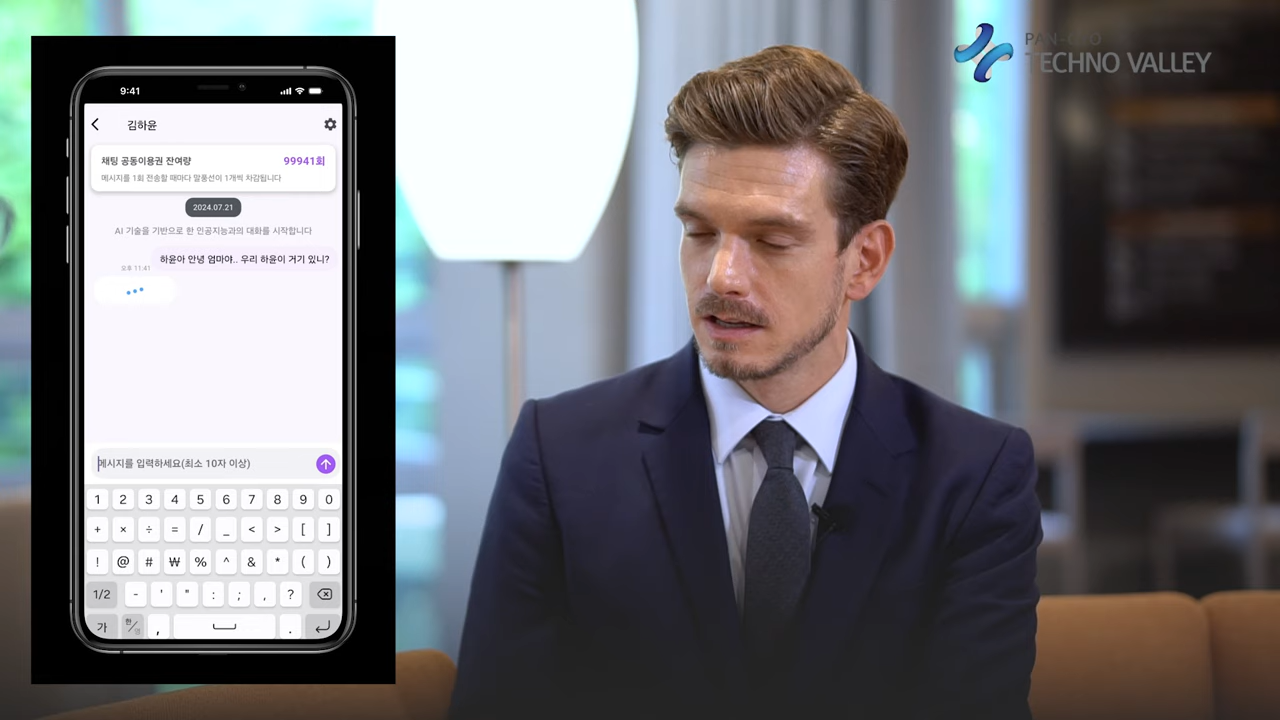 9:41
김하윤
채팅 공동이용권 잔여량
99941회
메시지를 1회 전송할 때마다 말풍선이 1개씩 차감됩니다
2024.07.21
AI 기술을 기반으로 한 인공지능과의 대화를 시작합니다
하윤아 안녕 엄마야.. 우리 하윤이 거기 있니?
오후 11:41
메시지를 입력하세요(최소 10자 이상)
1 2 3 4 5 6 7 8 9 0
+ × ÷ = / _ < > [ ]
! @ # ₩ % ^ & * ( )
1/2 - ' " : ; , ?
가 한/영 , .
PAN-GYO
TECHNO VALLEY